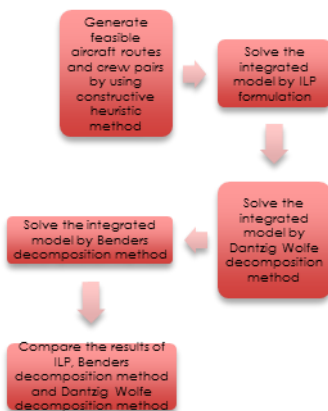 Generate
feasible
aircraft routes
and crew pairs
by using
constructive
heuristic
method
Solve the
integrated
model by ILP
formulation
Solve the
integrated
model by
Dantzig Wolfe
decomposition
method
Solve the integrated
model by Benders
decomposition method
Compare the results of
ILP, Benders
decomposition method
and Dantzig Wolfe
decomposition method